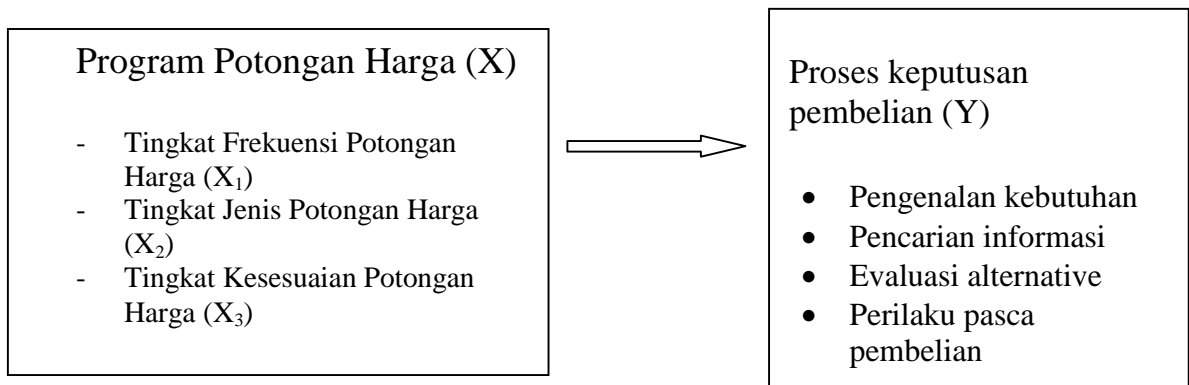 Program Potongan Harga (X)
- Tingkat Frekuensi Potongan
Harga (X₁)
- Tingkat Jenis Potongan Harga
(X₂)
- Tingkat Kesesuaian Potongan
Harga (X₃)
Proses keputusan
pembelian (Y)
• Pengenalan kebutuhan
• Pencarian informasi
• Evaluasi alternative
• Perilaku pasca
pembelian